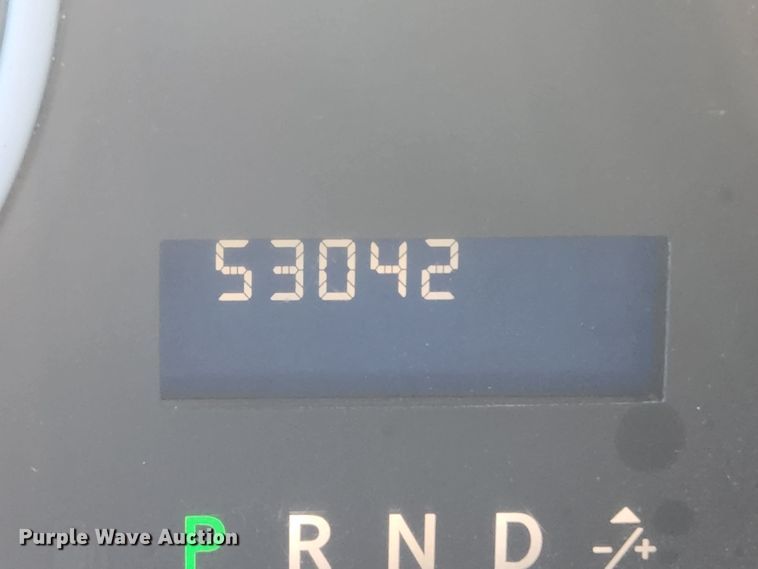 53042
P R N D -/+
Purple Wave Auction